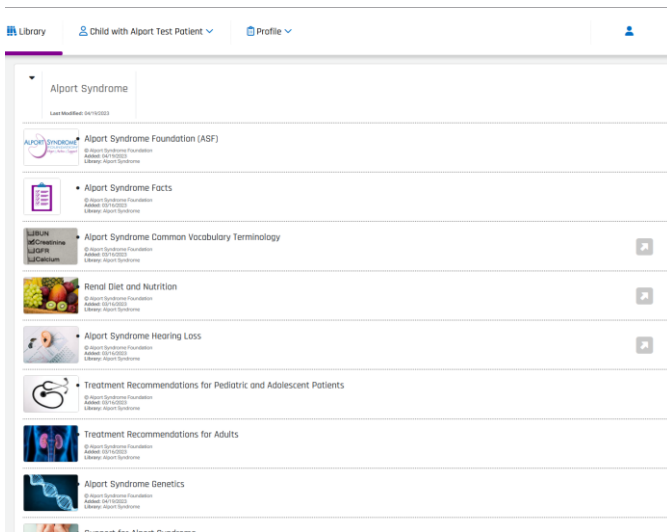 Library
Child with Alport Test Patient
Profile
Alport Syndrome
Last Modified: 04/19/2023
ALPORT SYNDROME
Alport Syndrome Foundation (ASF)
© Alport Syndrome Foundation
Added: 04/19/2023
Library: Alport Syndrome
Alport Syndrome Facts
© Alport Syndrome Foundation
Added: 03/16/2023
Library: Alport Syndrome
BUN
Creatinine
GFR
Calcium
Alport Syndrome Common Vocabulary Terminology
© Alport Syndrome Foundation
Added: 03/16/2023
Library: Alport Syndrome
Renal Diet and Nutrition
© Alport Syndrome Foundation
Added: 03/16/2023
Library: Alport Syndrome
Alport Syndrome Hearing Loss
© Alport Syndrome Foundation
Added: 03/16/2023
Library: Alport Syndrome
Treatment Recommendations for Pediatric and Adolescent Patients
© Alport Syndrome Foundation
Added: 03/16/2023
Library: Alport Syndrome
Treatment Recommendations for Adults
© Alport Syndrome Foundation
Added: 03/16/2023
Library: Alport Syndrome
Alport Syndrome Genetics
© Alport Syndrome Foundation
Added: 04/19/2023
Library: Alport Syndrome
Support for Alport Syndrome